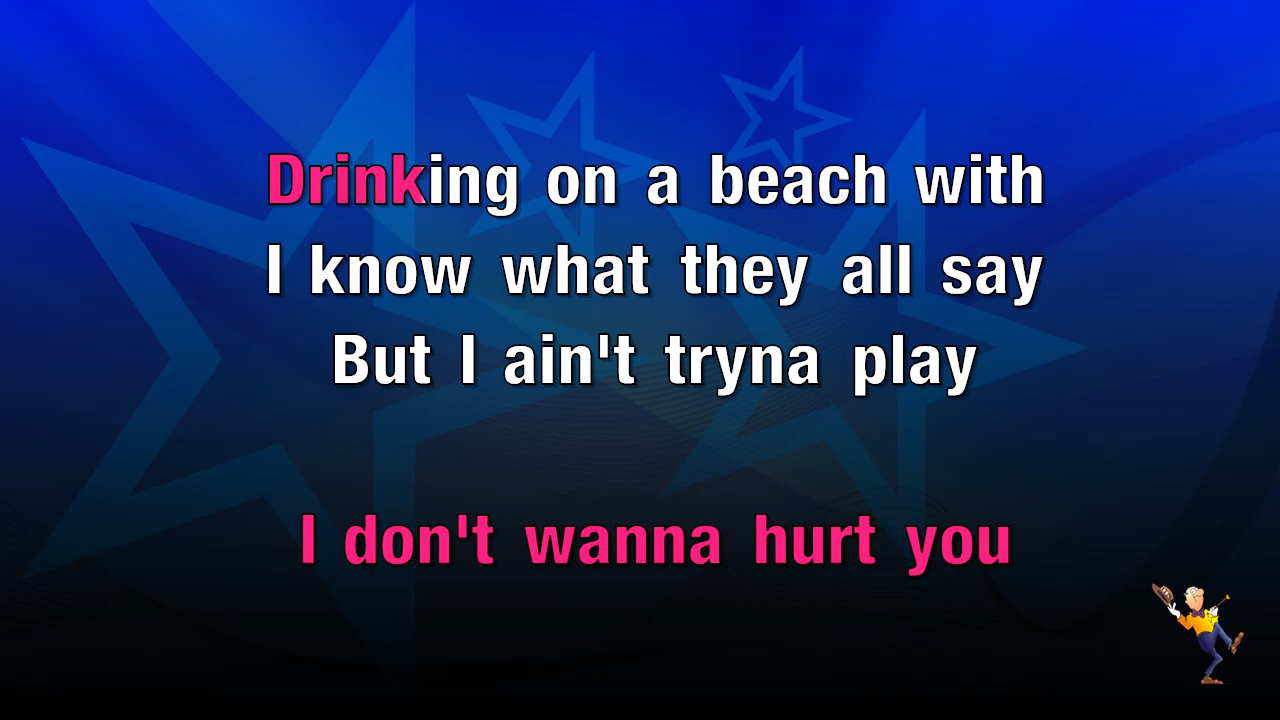 Drinking on a beach with
I know what they all say
But I ain't tryna play
I don't wanna hurt you